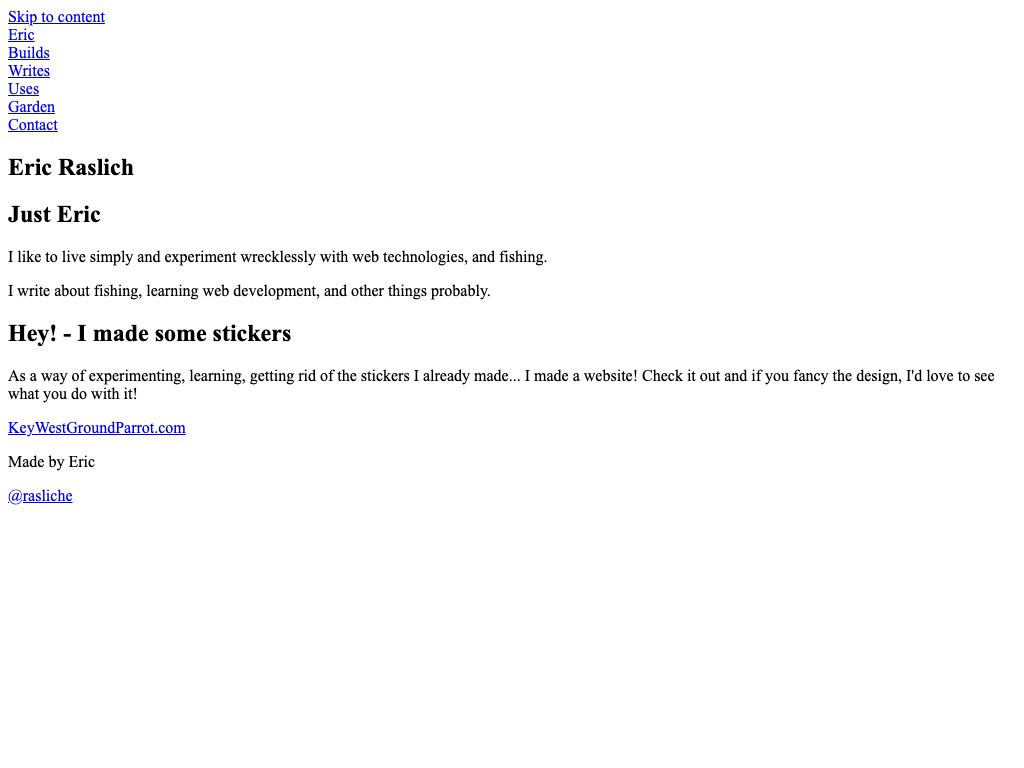 Skip to content
Eric
Builds
Writes
Uses
Garden
Contact
Eric Raslich
Just Eric
I like to live simply and experiment wrecklessly with web technologies, and fishing.
I write about fishing, learning web development, and other things probably.
Hey! - I made some stickers
As a way of experimenting, learning, getting rid of the stickers I already made... I made a website! Check it out and if you fancy the design, I'd love to see
what you do with it!
KeyWestGroundParrot.com
Made by Eric
@rasliche